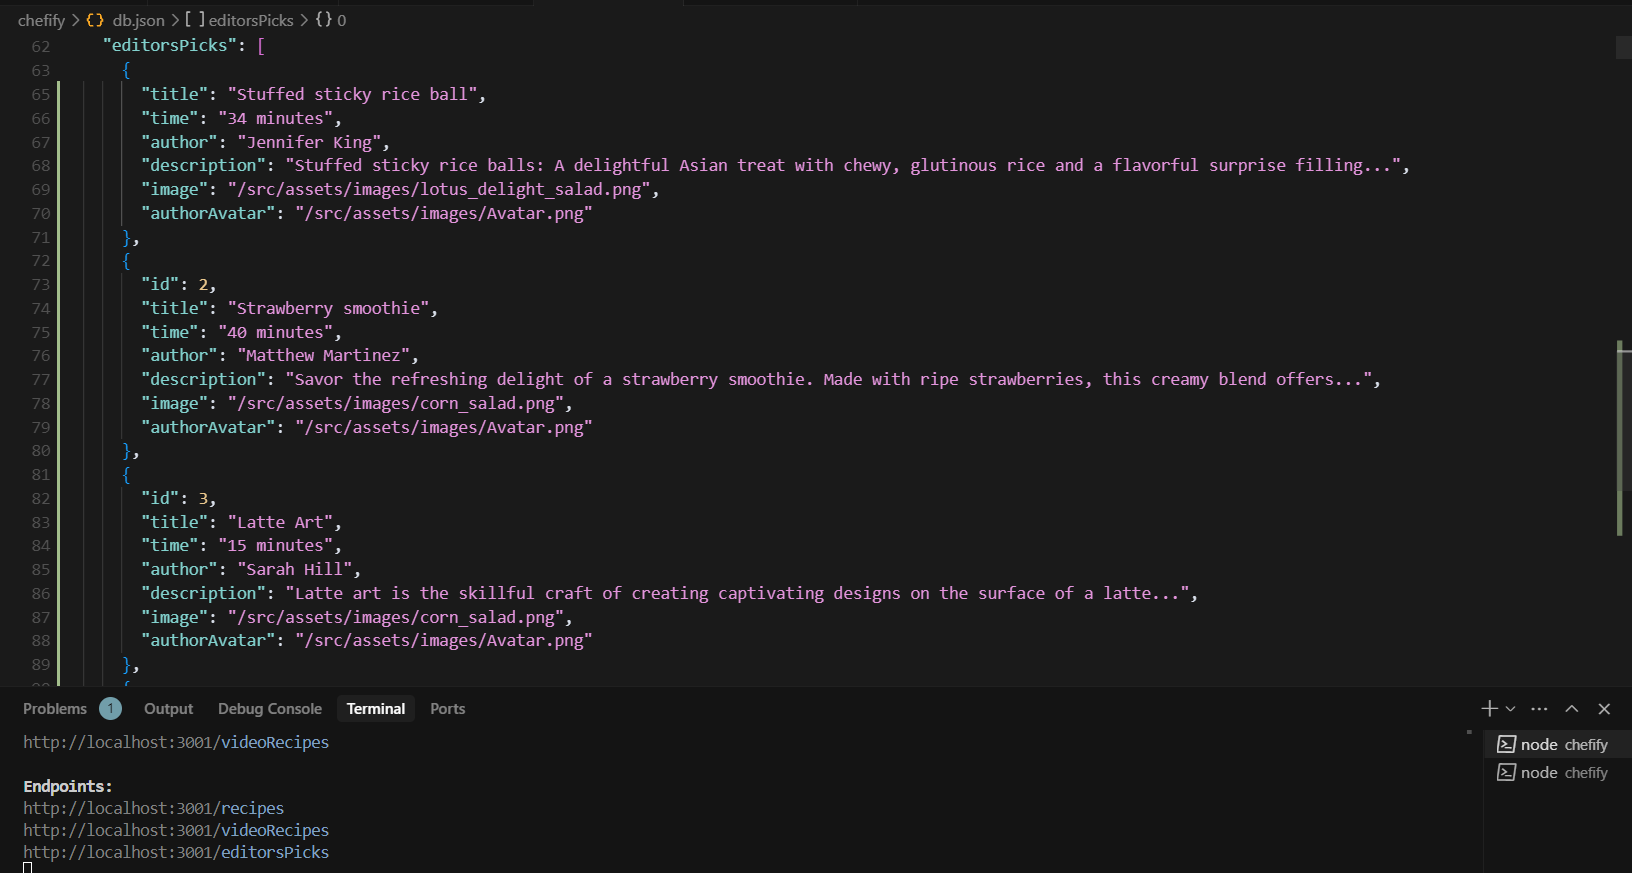 chefify > {} db.json > [ ] editorsPicks > {} 0
62 "editorsPicks": [
63 {
65 "title": "Stuffed sticky rice ball",
66 "time": "34 minutes",
67 "author": "Jennifer King",
68 "description": "Stuffed sticky rice balls: A delightful Asian treat with chewy, glutinous rice and a flavorful surprise filling...",
69 "image": "/src/assets/images/lotus_delight_salad.png",
70 "authorAvatar": "/src/assets/images/Avatar.png"
71 },
72 {
73 "id": 2,
74 "title": "Strawberry smoothie",
75 "time": "40 minutes",
76 "author": "Matthew Martinez",
77 "description": "Savor the refreshing delight of a strawberry smoothie. Made with ripe strawberries, this creamy blend offers...",
78 "image": "/src/assets/images/corn_salad.png",
79 "authorAvatar": "/src/assets/images/Avatar.png"
80 },
81 {
82 "id": 3,
83 "title": "Latte Art",
84 "time": "15 minutes",
85 "author": "Sarah Hill",
86 "description": "Latte art is the skillful craft of creating captivating designs on the surface of a latte...",
87 "image": "/src/assets/images/corn_salad.png",
88 "authorAvatar": "/src/assets/images/Avatar.png"
89 },
Problems 1 Output Debug Console Terminal Ports
http://localhost:3001/videoRecipes
node chefify
node chefify
Endpoints:
http://localhost:3001/recipes
http://localhost:3001/videoRecipes
http://localhost:3001/editorsPicks